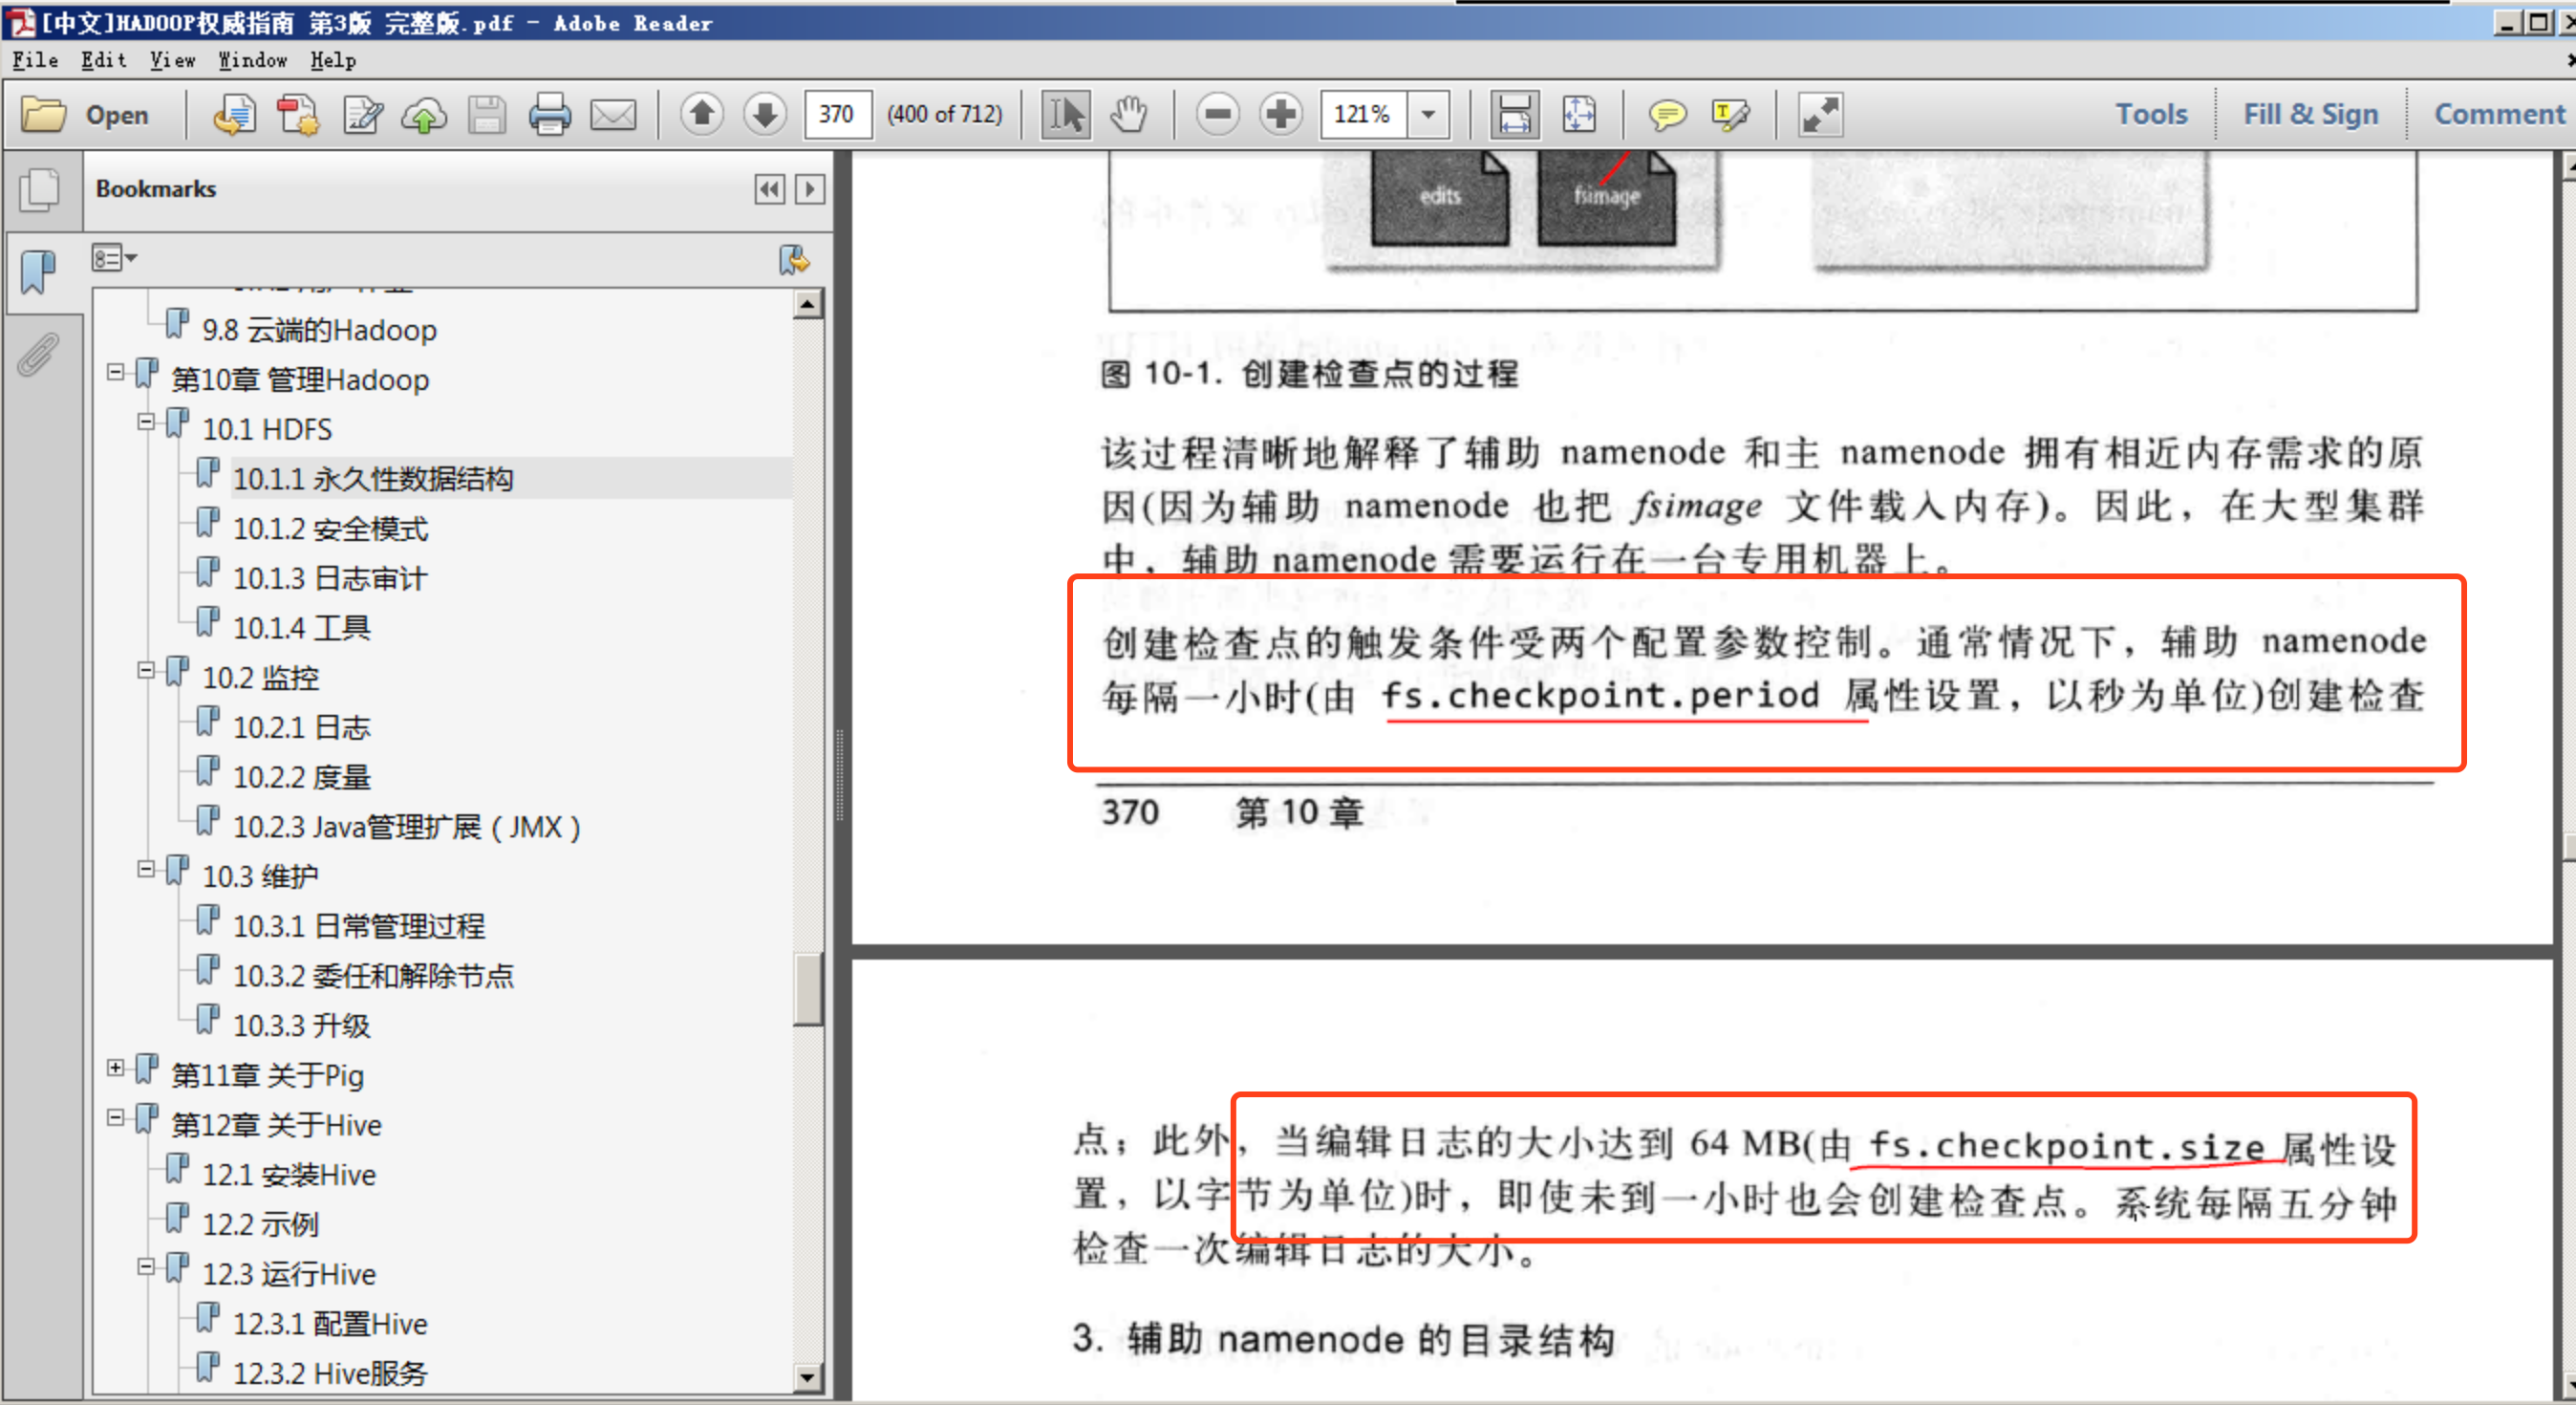 [中文]HADOOP权威指南 第3版 完整版.pdf - Adobe Reader
File Edit View Window Help
Open 370 (400 of 712) 121% Tools Fill & Sign Comment
Bookmarks
9.8 云端的Hadoop
第10章 管理Hadoop
10.1 HDFS
10.1.1 永久性数据结构
10.1.2 安全模式
10.1.3 日志审计
10.1.4 工具
10.2 监控
10.2.1 日志
10.2.2 度量
10.2.3 Java管理扩展（JMX）
10.3 维护
10.3.1 日常管理过程
10.3.2 委任和解除节点
10.3.3 升级
第11章 关于Pig
第12章 关于Hive
12.1 安装Hive
12.2 示例
12.3 运行Hive
12.3.1 配置Hive
12.3.2 Hive服务
edits fsimage
图 10-1. 创建检查点的过程
该过程清晰地解释了辅助 namenode 和主 namenode 拥有相近内存需求的原
因(因为辅助 namenode 也把 fsimage 文件载入内存)。因此，在大型集群
中，辅助 namenode 需要运行在一台专用机器上。
创建检查点的触发条件受两个配置参数控制。通常情况下，辅助 namenode
每隔一小时(由 fs.checkpoint.period 属性设置，以秒为单位)创建检查
370 第 10 章
点；此外，当编辑日志的大小达到 64 MB(由 fs.checkpoint.size 属性设
置，以字节为单位)时，即使未到一小时也会创建检查点。系统每隔五分钟
检查一次编辑日志的大小。
3. 辅助 namenode 的目录结构